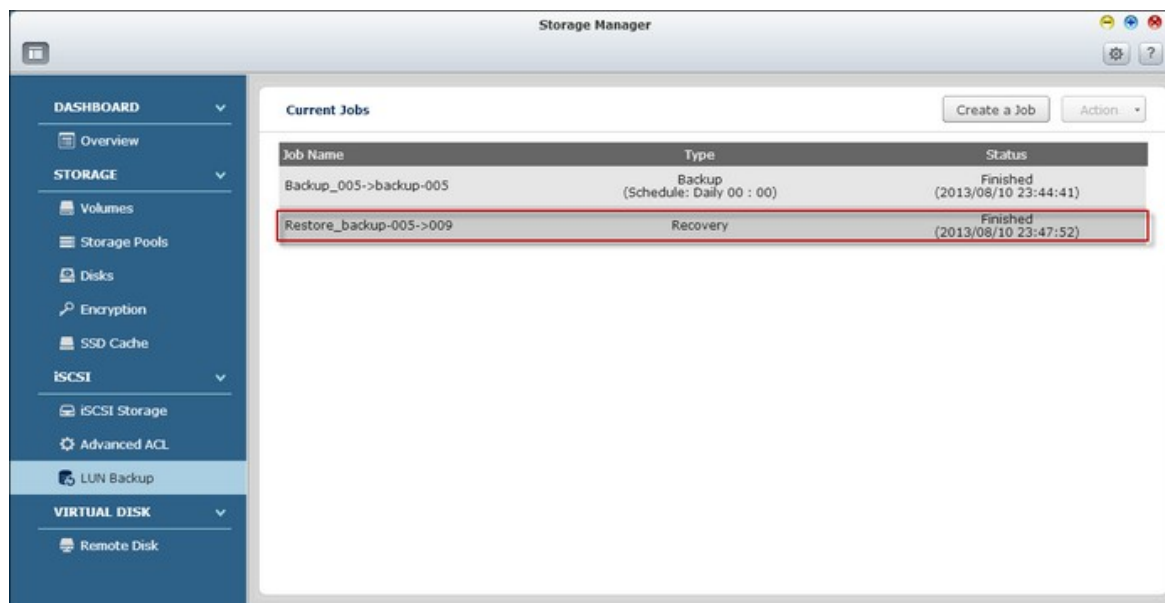 Storage Manager
?
DASHBOARD
Overview
STORAGE
Volumes
Storage Pools
Disks
Encryption
SSD Cache
iSCSI
iSCSI Storage
Advanced ACL
LUN Backup
VIRTUAL DISK
Remote Disk
Current Jobs
Create a Job
Action
Job Name Type Status
Backup_005->backup-005 Backup Finished
(Schedule: Daily 00 : 00) (2013/08/10 23:44:41)
Restore_backup-005->009 Recovery Finished
(2013/08/10 23:47:52)